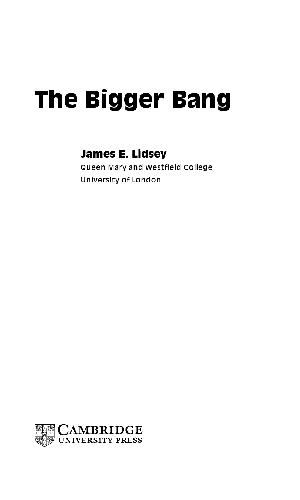 The Bigger Bang
James E. Lidsey
Queen Mary and Westfield College
University of London
CAMBRIDGE
UNIVERSITY PRESS